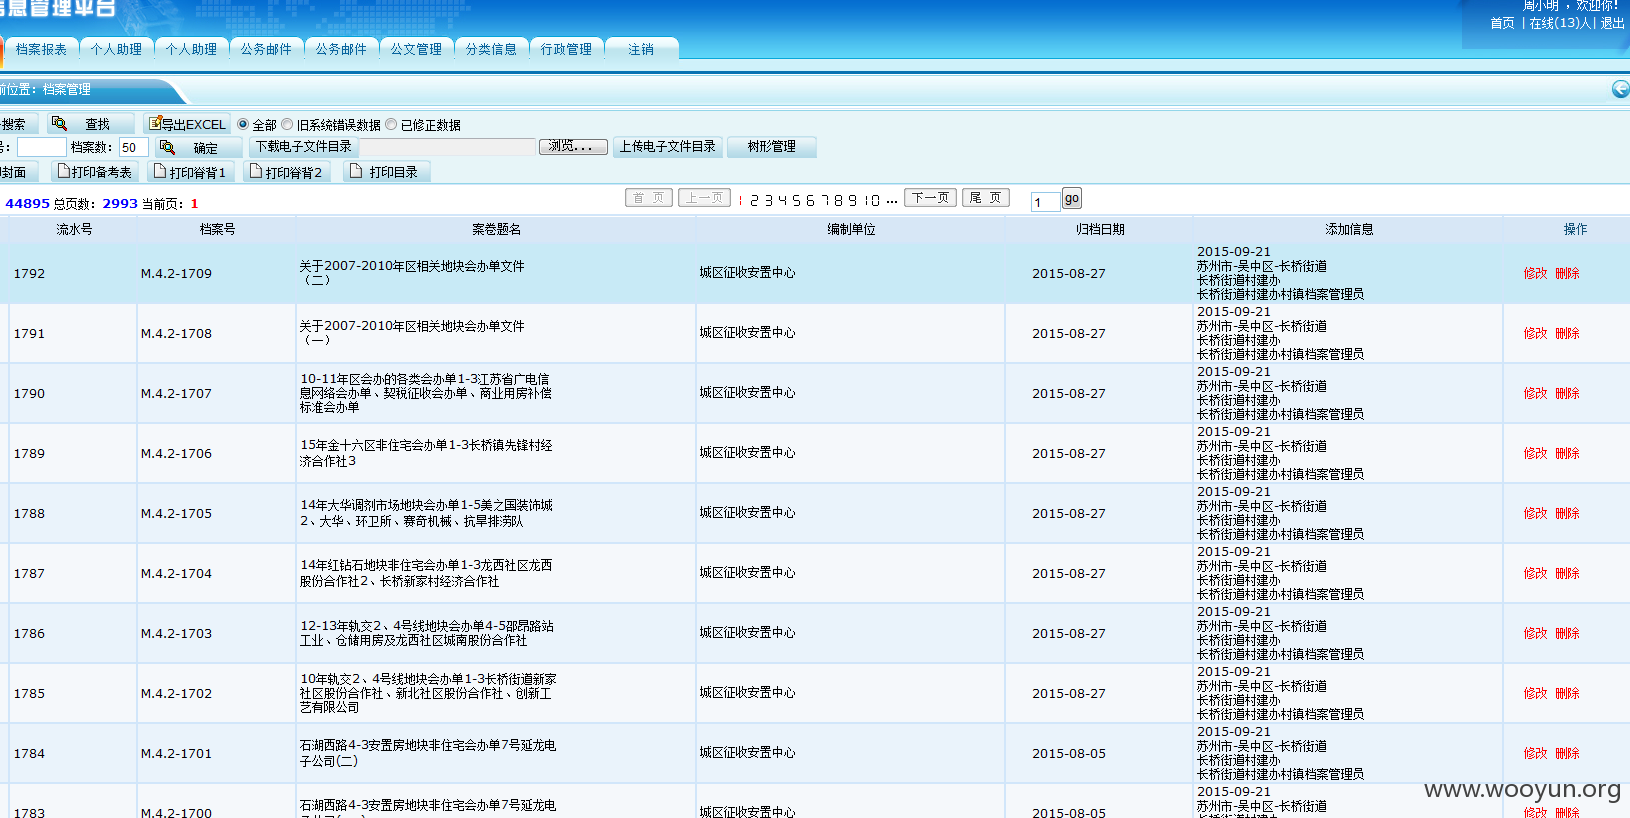 信息管理平台
周小明 ，欢迎你!
首页 | 在线(13)人| 退出
档案报表 个人助理 个人助理 公务邮件 公务邮件 公文管理 分类信息 行政管理 注销
前位置：档案管理
搜索 查找 导出EXCEL 全部 旧系统错误数据 已修正数据
号： 档案数： 50 确定 下载电子文件目录 浏览... 上传电子文件目录 树形管理
封面 打印备考表 打印脊背1 打印脊背2 打印目录
44895 总页数：2993 当前页：1 首 页 上一页 1 2 3 4 5 6 7 8 9 10 ... 下一页 尾 页 1 go
流水号 档案号 案卷题名 编制单位 归档日期 添加信息 操作
1792 M.4.2-1709 关于2007-2010年区相关地块会办单文件
（二） 城区征收安置中心 2015-08-27 2015-09-21
苏州市-吴中区-长桥街道
长桥街道村建办
长桥街道村建办村镇档案管理员 修改 删除
1791 M.4.2-1708 关于2007-2010年区相关地块会办单文件
（一） 城区征收安置中心 2015-08-27 2015-09-21
苏州市-吴中区-长桥街道
长桥街道村建办
长桥街道村建办村镇档案管理员 修改 删除
1790 M.4.2-1707 10-11年区会办的各类会办单1-3江苏省广电信
息网络会办单、契税征收会办单、商业用房补偿
标准会办单 城区征收安置中心 2015-08-27 2015-09-21
苏州市-吴中区-长桥街道
长桥街道村建办
长桥街道村建办村镇档案管理员 修改 删除
1789 M.4.2-1706 15年金十六区非住宅会办单1-3长桥镇先锋村经
济合作社3 城区征收安置中心 2015-08-27 2015-09-21
苏州市-吴中区-长桥街道
长桥街道村建办
长桥街道村建办村镇档案管理员 修改 删除
1788 M.4.2-1705 14年大华调剂市场地块会办单1-5美之国装饰城
2、大华、环卫所、赛奇机械、抗旱排涝队 城区征收安置中心 2015-08-27 2015-09-21
苏州市-吴中区-长桥街道
长桥街道村建办
长桥街道村建办村镇档案管理员 修改 删除
1787 M.4.2-1704 14年红钻石地块非住宅会办单1-3龙西社区龙西
股份合作社2、长桥新家村经济合作社 城区征收安置中心 2015-08-27 2015-09-21
苏州市-吴中区-长桥街道
长桥街道村建办
长桥街道村建办村镇档案管理员 修改 删除
1786 M.4.2-1703 12-13年轨交2、4号线地块会办单4-5邵昂路站
工业、仓储用房及龙西社区城南股份合作社 城区征收安置中心 2015-08-27 2015-09-21
苏州市-吴中区-长桥街道
长桥街道村建办
长桥街道村建办村镇档案管理员 修改 删除
1785 M.4.2-1702 10年轨交2、4号线地块会办单1-3长桥街道新家
社区股份合作社、新北社区股份合作社、创新工
艺有限公司 城区征收安置中心 2015-08-27 2015-09-21
苏州市-吴中区-长桥街道
长桥街道村建办
长桥街道村建办村镇档案管理员 修改 删除
1784 M.4.2-1701 石湖西路4-3安置房地块非住宅会办单7号延龙电
子公司(二) 城区征收安置中心 2015-08-05 2015-09-21
苏州市-吴中区-长桥街道
长桥街道村建办
长桥街道村建办村镇档案管理员 修改 删除
1783 M.4.2-1700 石湖西路4-3安置房地块非住宅会办单7号延龙电
城区征收安置中心 2015-08-05 2015-09-21
苏州市-吴中区-长桥街道
修改 删除
www.wooyun.org